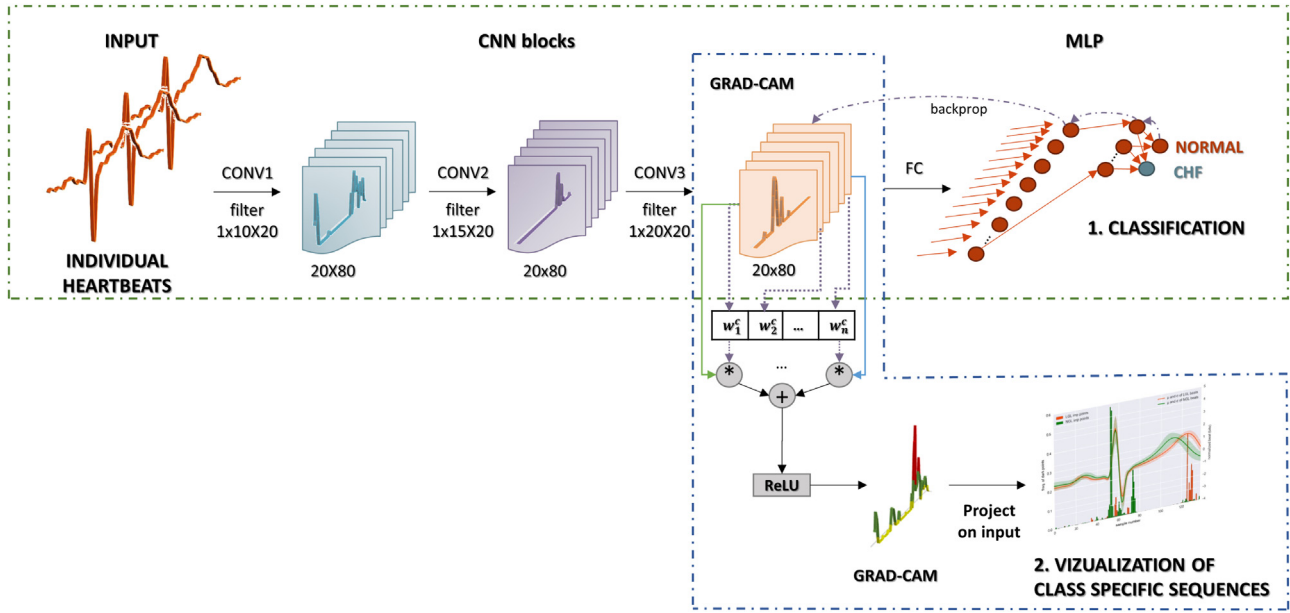 INPUT
CNN blocks
MLP
GRAD-CAM
backprop
CONV1
filter
1x10X20
CONV2
filter
1x15X20
CONV3
filter
1x20X20
FC
NORMAL
CHF
1. CLASSIFICATION
INDIVIDUAL
HEARTBEATS
20X80
20x80
20x80
w₁ᶜ w₂ᶜ ... wₙᶜ
* ... *
+
ReLU
Project
on input
GRAD-CAM
2. VIZUALIZATION OF
CLASS SPECIFIC SEQUENCES